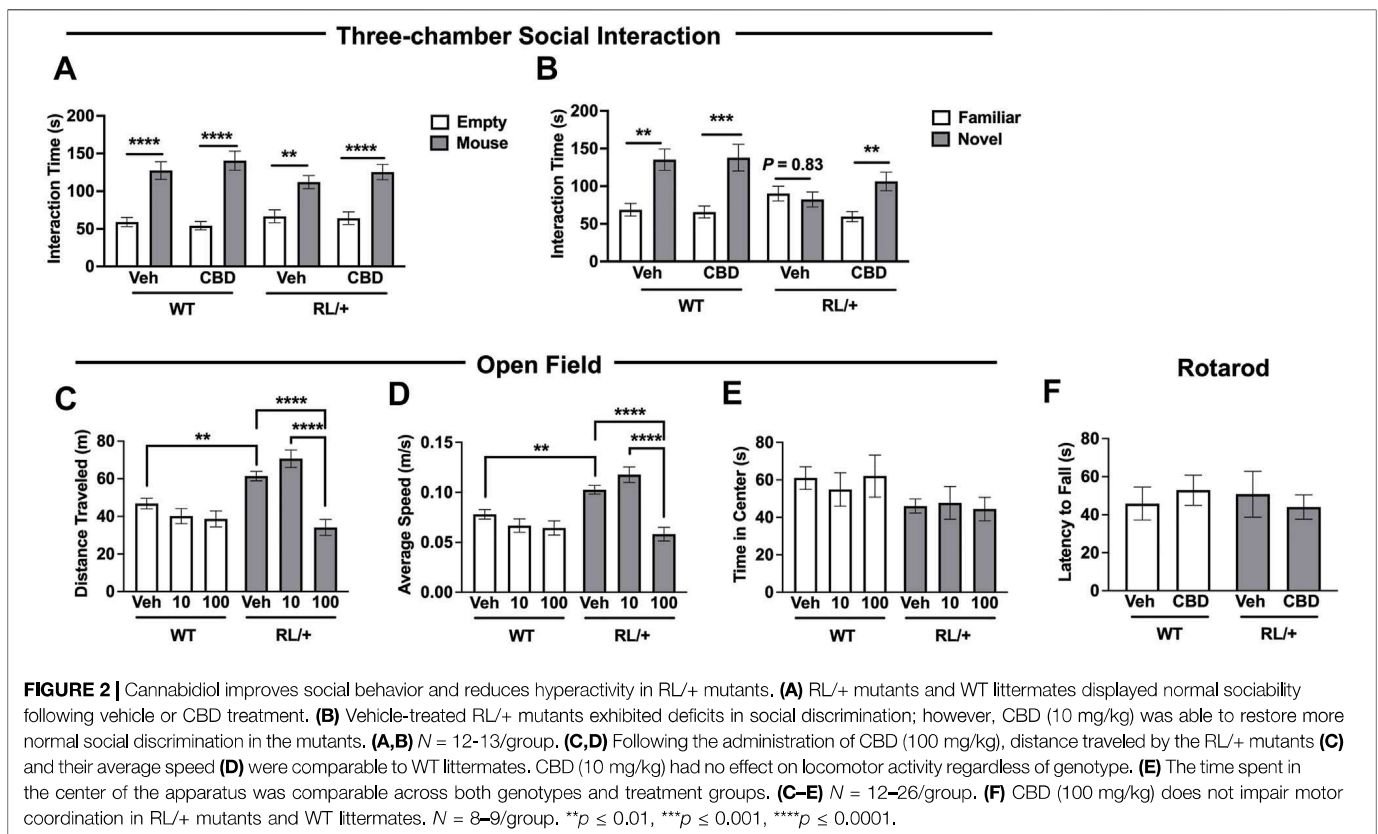 Three-chamber Social Interaction
A
Interaction Time (s)
200
150
100
50
0
****
****
**
****
Empty
Mouse
Veh
CBD
Veh
CBD
WT
RL/+
B
Interaction Time (s)
200
150
100
50
0
**
***
P = 0.83
**
Familiar
Novel
Veh
CBD
Veh
CBD
WT
RL/+
Open Field
C
Distance Traveled (m)
80
60
40
20
0
**
****
****
Veh 10 100 Veh 10 100
WT
RL/+
D
Average Speed (m/s)
0.15
0.10
0.05
0.00
**
****
****
Veh 10 100 Veh 10 100
WT
RL/+
E
Time in Center (s)
80
60
40
20
0
Veh 10 100 Veh 10 100
WT
RL/+
Rotarod
F
Latency to Fall (s)
80
60
40
20
0
Veh CBD Veh CBD
WT
RL/+
FIGURE 2 | Cannabidiol improves social behavior and reduces hyperactivity in RL/+ mutants. (A) RL/+ mutants and WT littermates displayed normal sociability
following vehicle or CBD treatment. (B) Vehicle-treated RL/+ mutants exhibited deficits in social discrimination; however, CBD (10 mg/kg) was able to restore more
normal social discrimination in the mutants. (A,B) N = 12-13/group. (C,D) Following the administration of CBD (100 mg/kg), distance traveled by the RL/+ mutants (C)
and their average speed (D) were comparable to WT littermates. CBD (10 mg/kg) had no effect on locomotor activity regardless of genotype. (E) The time spent in
the center of the apparatus was comparable across both genotypes and treatment groups. (C–E) N = 12–26/group. (F) CBD (100 mg/kg) does not impair motor
coordination in RL/+ mutants and WT littermates. N = 8–9/group. **p ≤ 0.01, ***p ≤ 0.001, ****p ≤ 0.0001.